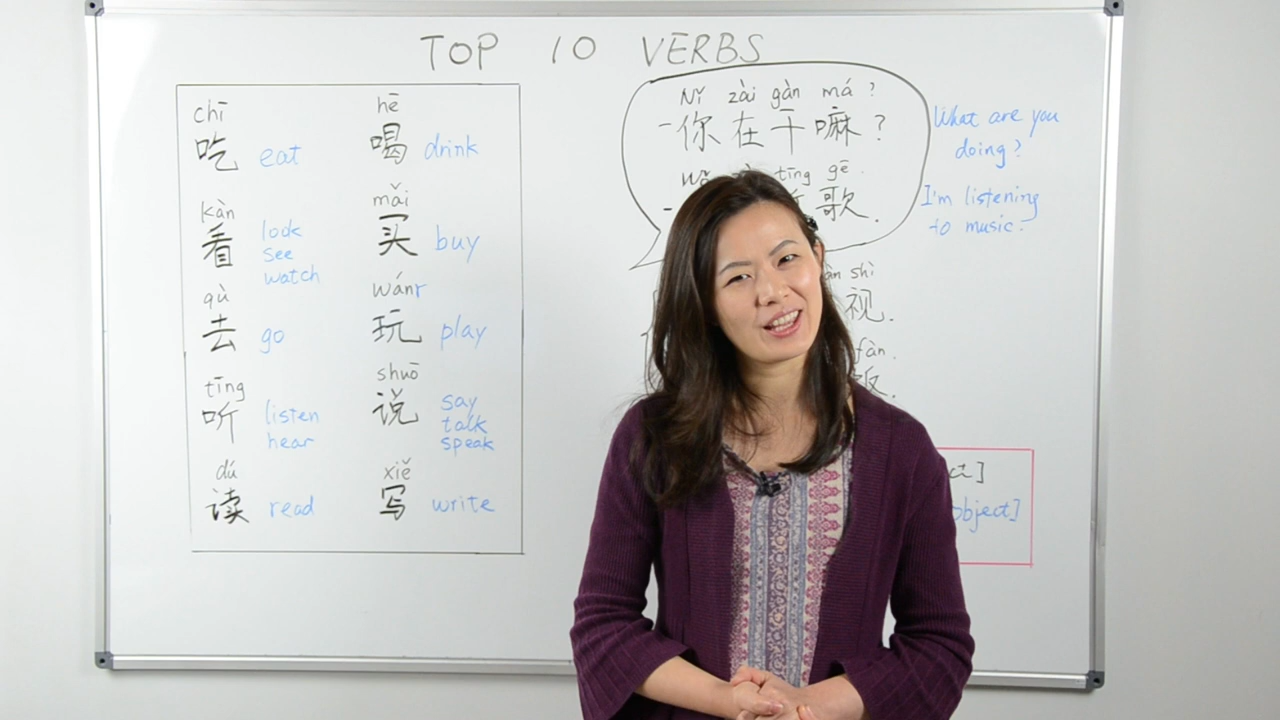 TOP 10 VERBS
chī
吃 eat
kàn
看 look
see
watch
qù
去 go
tīng
听 listen
hear
dú
读 read
hē
喝 drink
mǎi
买 buy
wánr
玩 play
shuō
说 say
talk
speak
xiě
写 write
Nǐ zài gàn má ?
- 你在干嘛?
tīng gē.
- 歌.
What are you
doing?
I'm listening
to music.
shì
视.
fàn.
饭.
object]